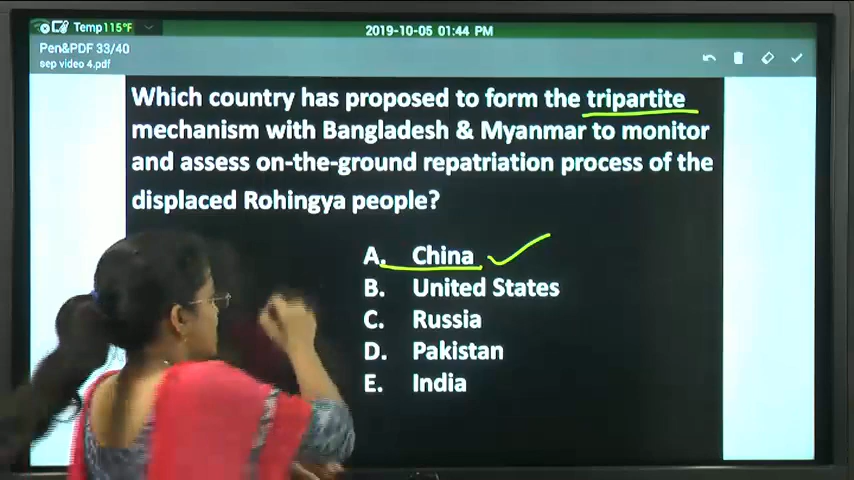 Temp 115°F
2019-10-05 01:44 PM
Pen&PDF 33/40
sep video 4.pdf
Which country has proposed to form the tripartite
mechanism with Bangladesh & Myanmar to monitor
and assess on-the-ground repatriation process of the
displaced Rohingya people?
A. China
B. United States
C. Russia
D. Pakistan
E. India